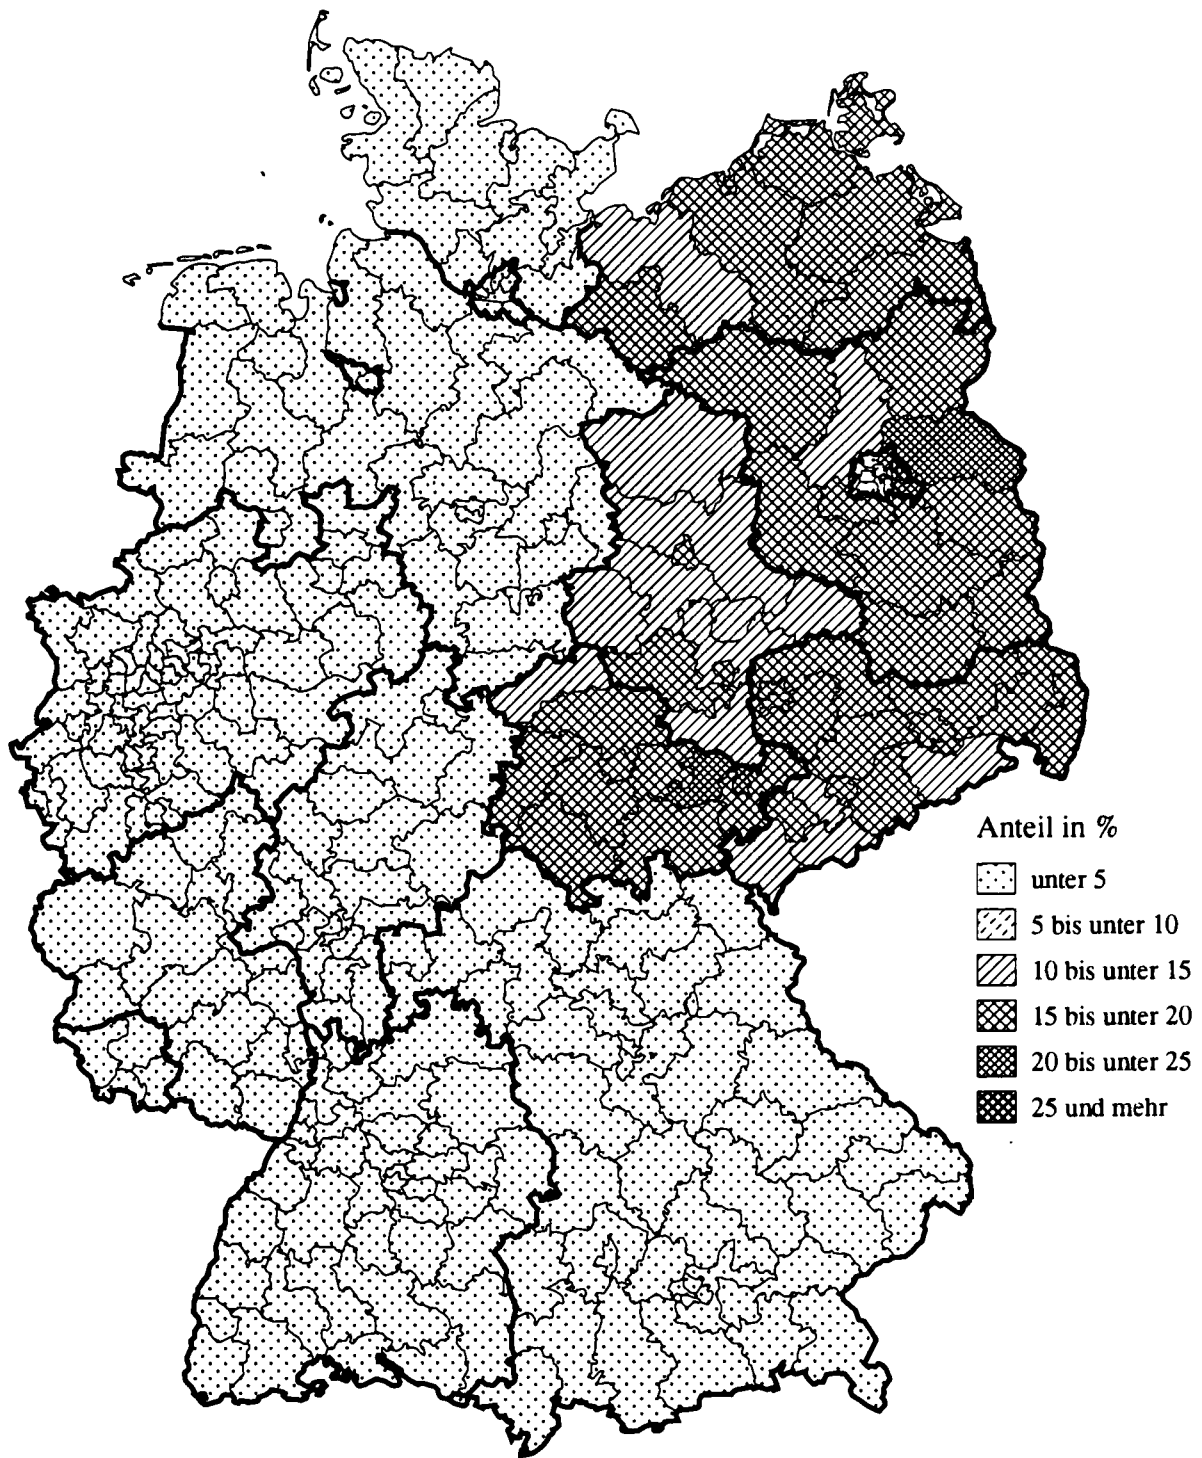 Anteil in %
unter 5
5 bis unter 10
10 bis unter 15
15 bis unter 20
20 bis unter 25
25 und mehr